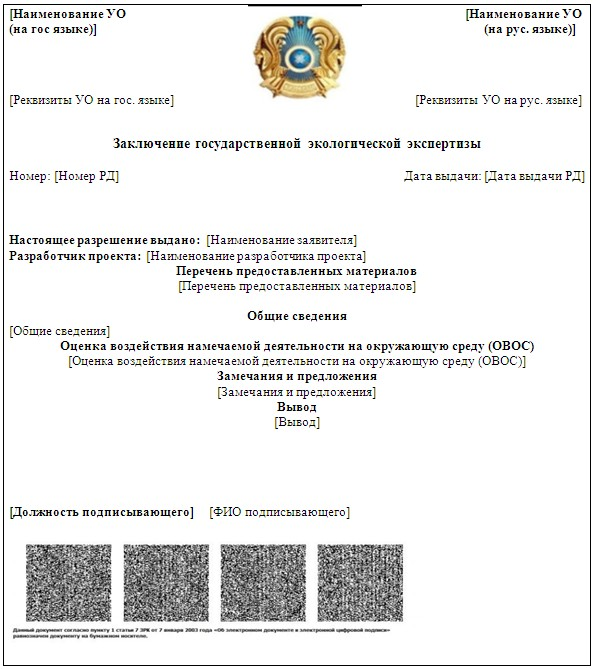 [Наименование УО [Наименование УО
(на гос языке)] (на рус. языке)]
[Реквизиты УО на гос. языке] [Реквизиты УО на рус. языке]
Заключение государственной экологической экспертизы
Номер: [Номер РД] Дата выдачи: [Дата выдачи РД]
Настоящее разрешение выдано: [Наименование заявителя]
Разработчик проекта: [Наименование разработчика проекта]
Перечень предоставленных материалов
[Перечень предоставленных материалов]
Общие сведения
[Общие сведения]
Оценка воздействия намечаемой деятельности на окружающую среду (ОВОС)
[Оценка воздействия намечаемой деятельности на окружающую среду (ОВОС)]
Замечания и предложения
[Замечания и предложения]
Вывод
[Вывод]
[Должность подписывающего] [ФИО подписывающего]
Данный документ согласно пункту 1 статьи 7 ЗРК от 7 января 2003 года «Об электронном документе и электронной цифровой подписи»
равнозначен документу на бумажном носителе.